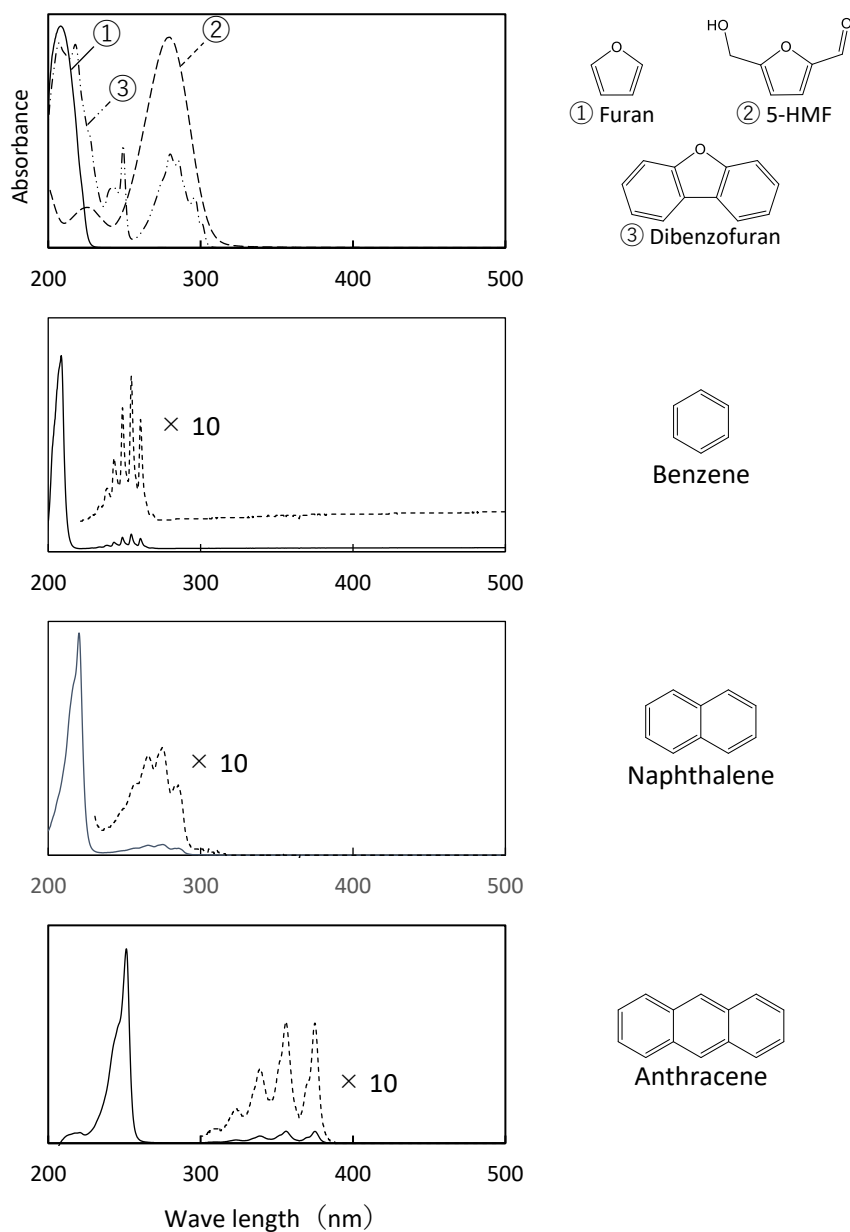 Absorbance
①
②
③
200
300
400
500
O
① Furan
HO
O
O
② 5-HMF
O
③ Dibenzofuran
× 10
200
300
400
500
Benzene
× 10
200
300
400
500
Naphthalene
× 10
200
300
400
500
Anthracene
Wave length （nm）